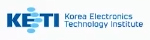 KETI
Korea Electronics
Technology Institute